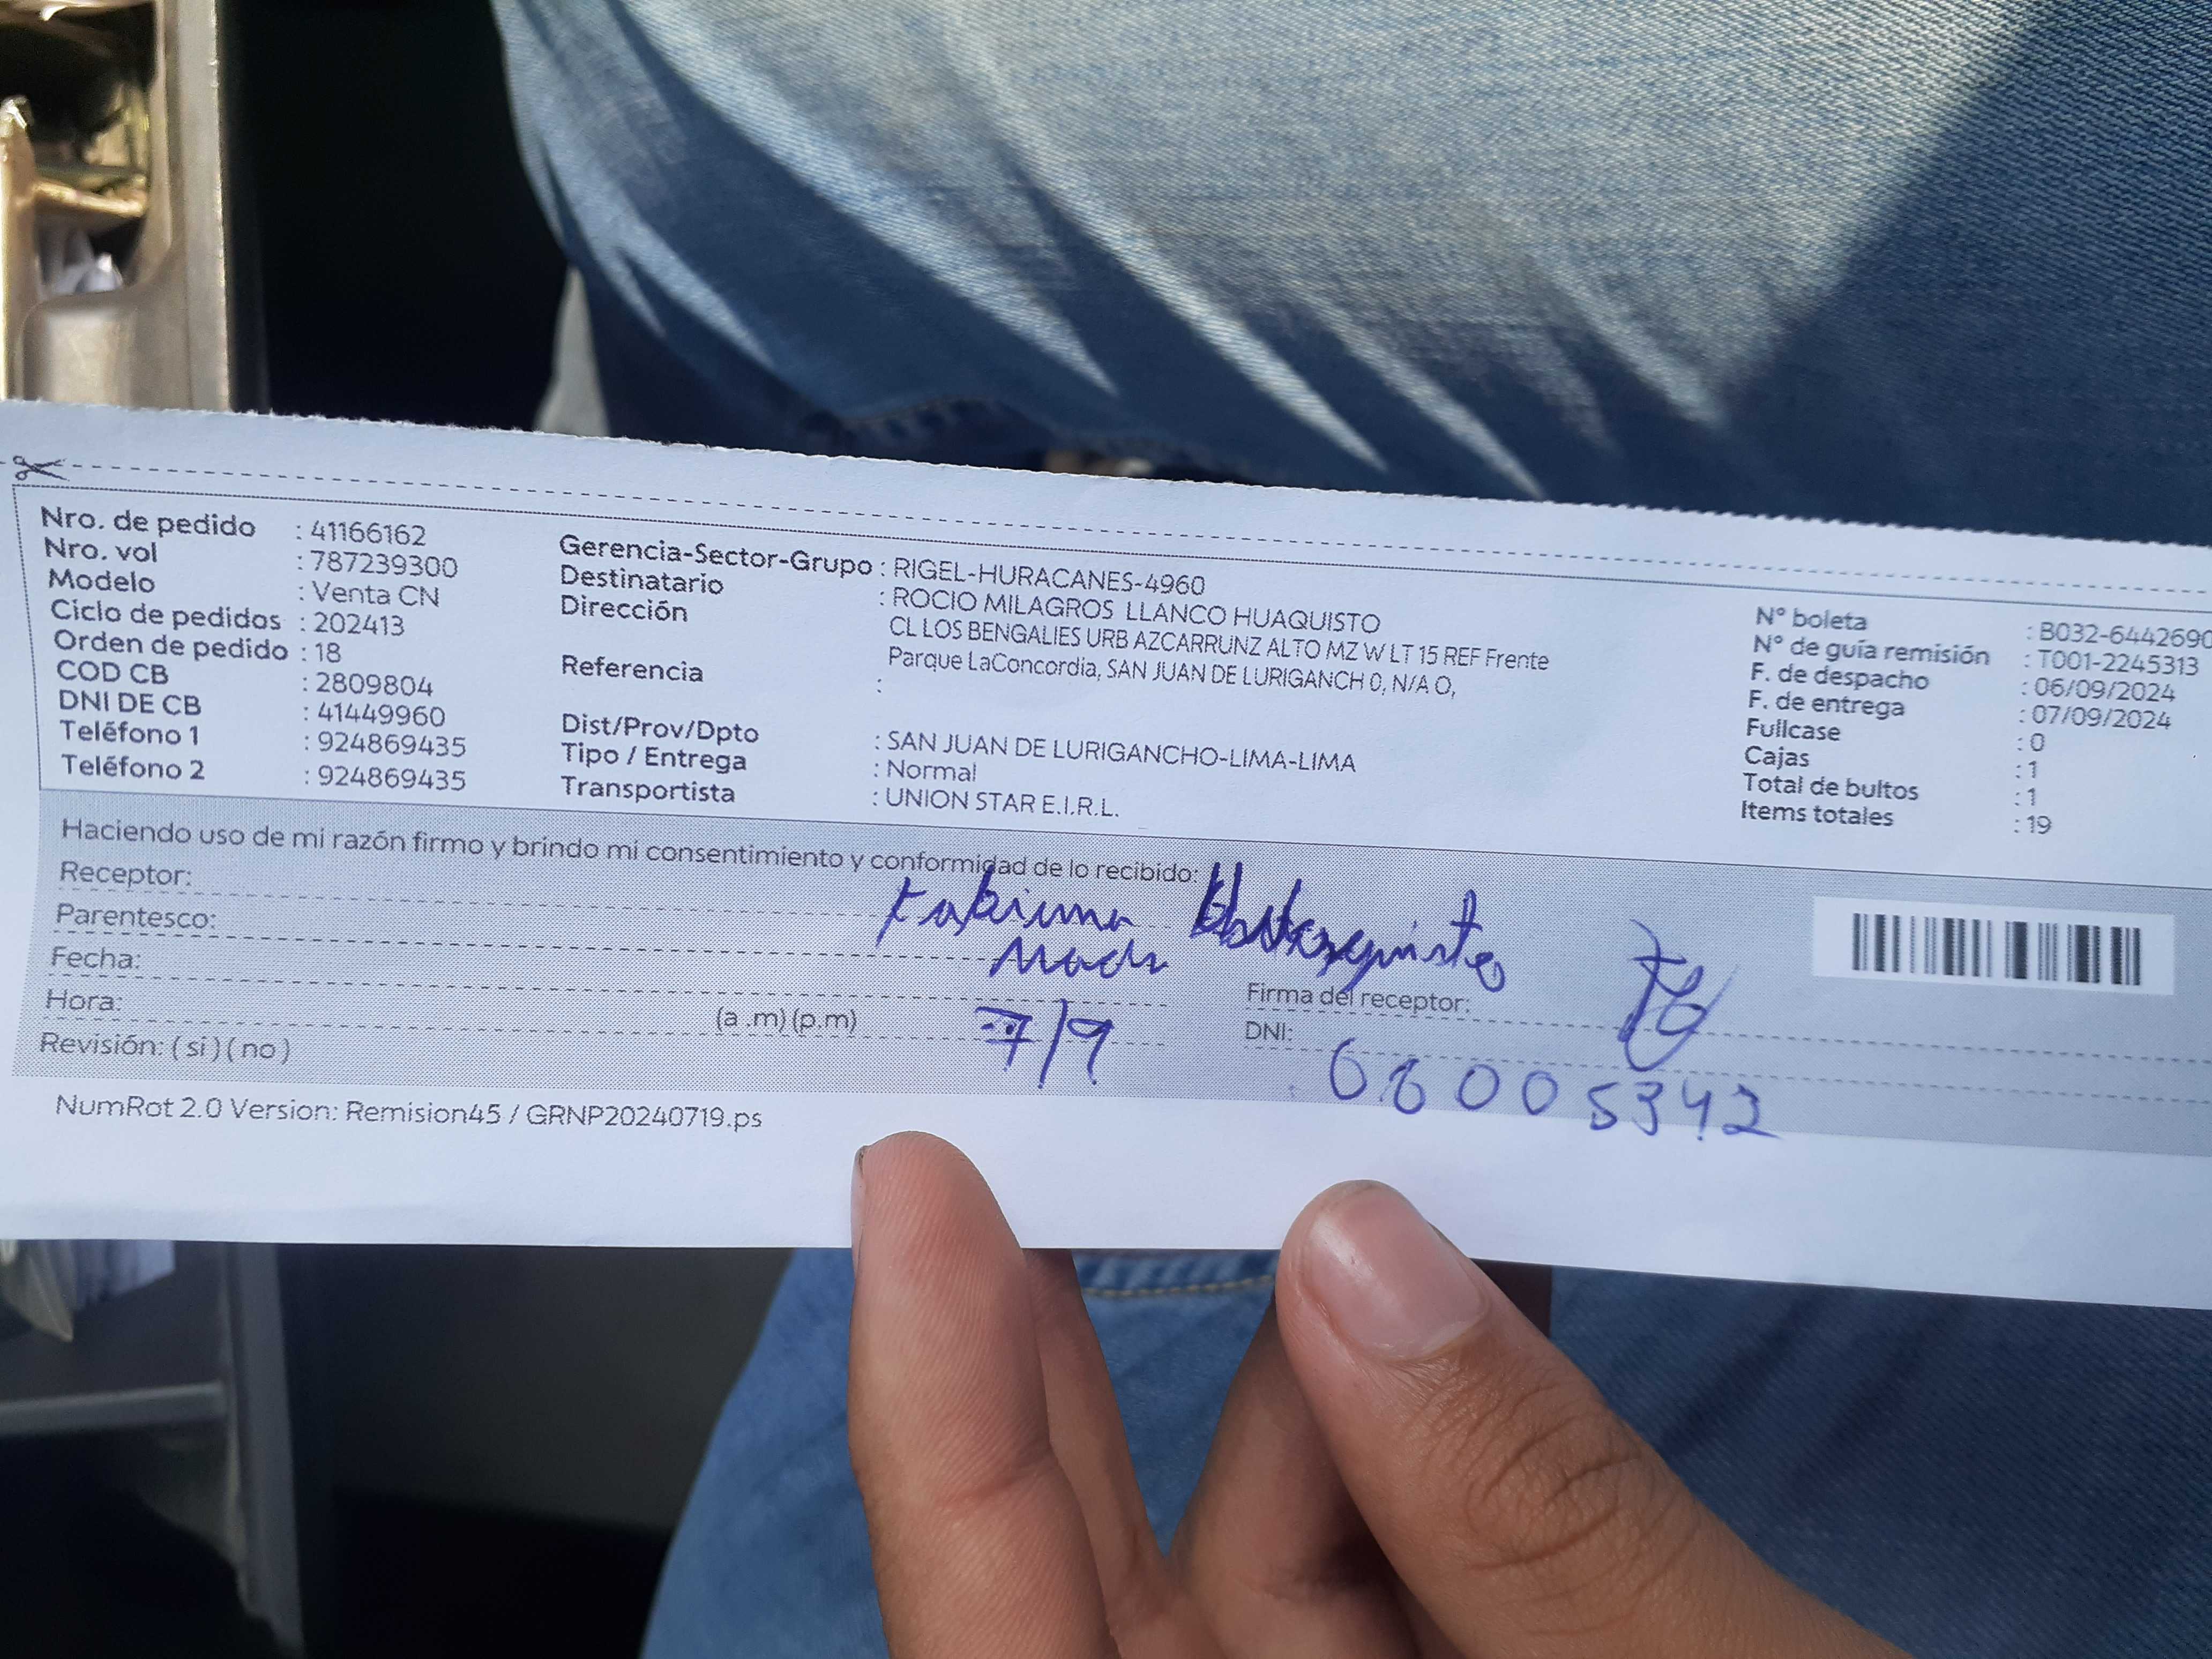 Nro. de pedido : 41166162
Nro. vol : 787239300
Modelo : Venta CN
Ciclo de pedidos : 202413
Orden de pedido : 18
COD CB : 2809804
DNI DE CB : 41449960
Teléfono 1 : 924869435
Teléfono 2 : 924869435
Gerencia-Sector-Grupo : RIGEL-HURACANES-4960
Destinatario : ROCIO MILAGROS LLANCO HUAQUISTO
Dirección CL LOS BENGALIES URB AZCARRUNZ ALTO MZ W LT 15 REF Frente
Parque LaConcordia, SAN JUAN DE LURIGANCH 0, N/A O,
Referencia :
Dist/Prov/Dpto : SAN JUAN DE LURIGANCHO-LIMA-LIMA
Tipo / Entrega : Normal
Transportista : UNION STAR E.I.R.L.
N° boleta : B032-6442690
N° de guía remisión : T001-2245313
F. de despacho : 06/09/2024
F. de entrega : 07/09/2024
Fullcase : 0
Cajas : 1
Total de bultos : 1
Items totales : 19
Haciendo uso de mi razón firmo y brindo mi consentimiento y conformidad de lo recibido:
Receptor:
Parentesco:
Fecha: 7/9
Hora: (a .m) (p.m)
Revisión: ( si ) ( no )
Firma del receptor:
DNI:
NumRot 2.0 Version: Remision45 / GRNP20240719.ps